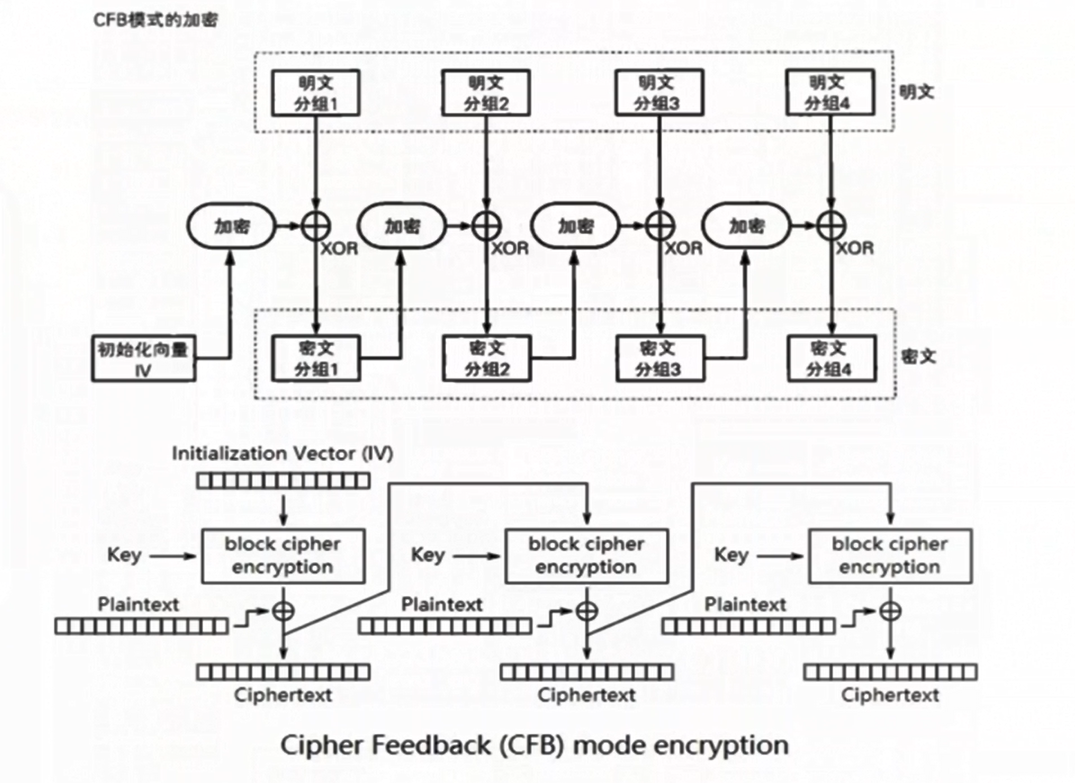 CFB模式的加密
明文
分组1
明文
分组2
明文
分组3
明文
分组4
明文
加密
加密
加密
加密
XOR
XOR
XOR
XOR
初始化向量
IV
密文
分组1
密文
分组2
密文
分组3
密文
分组4
密文
Initialization Vector (IV)
Key
block cipher
encryption
Key
block cipher
encryption
Key
block cipher
encryption
Plaintext
Plaintext
Plaintext
Ciphertext
Ciphertext
Ciphertext
Cipher Feedback (CFB) mode encryption